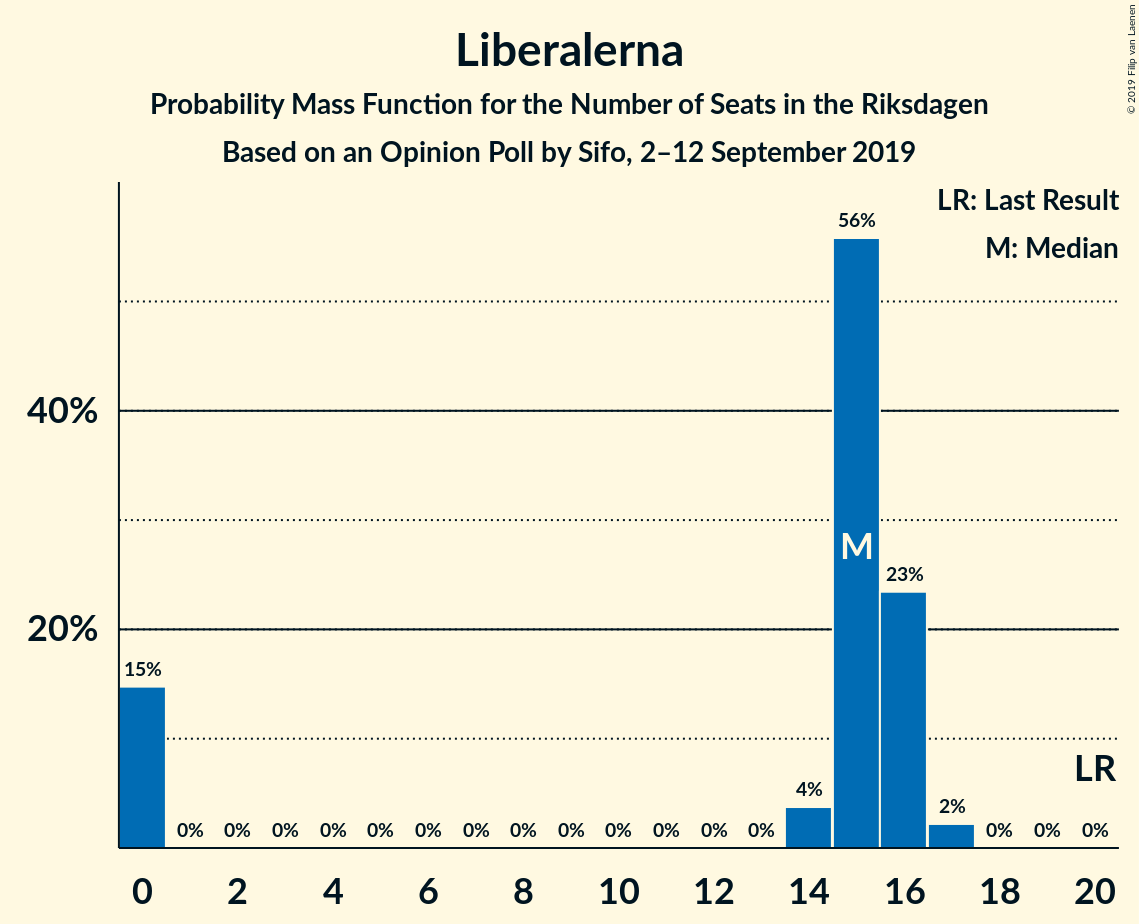 Liberalerna
Probability Mass Function for the Number of Seats in the Riksdagen
Based on an Opinion Poll by Sifo, 2–12 September 2019
© 2019 Filip van Laenen
LR: Last Result
M: Median
56%
40%
M
23%
20%
15%
LR
4%
2%
0% 0% 0% 0% 0% 0% 0% 0% 0% 0% 0% 0% 0% 0% 0% 0%
0 2 4 6 8 10 12 14 16 18 20